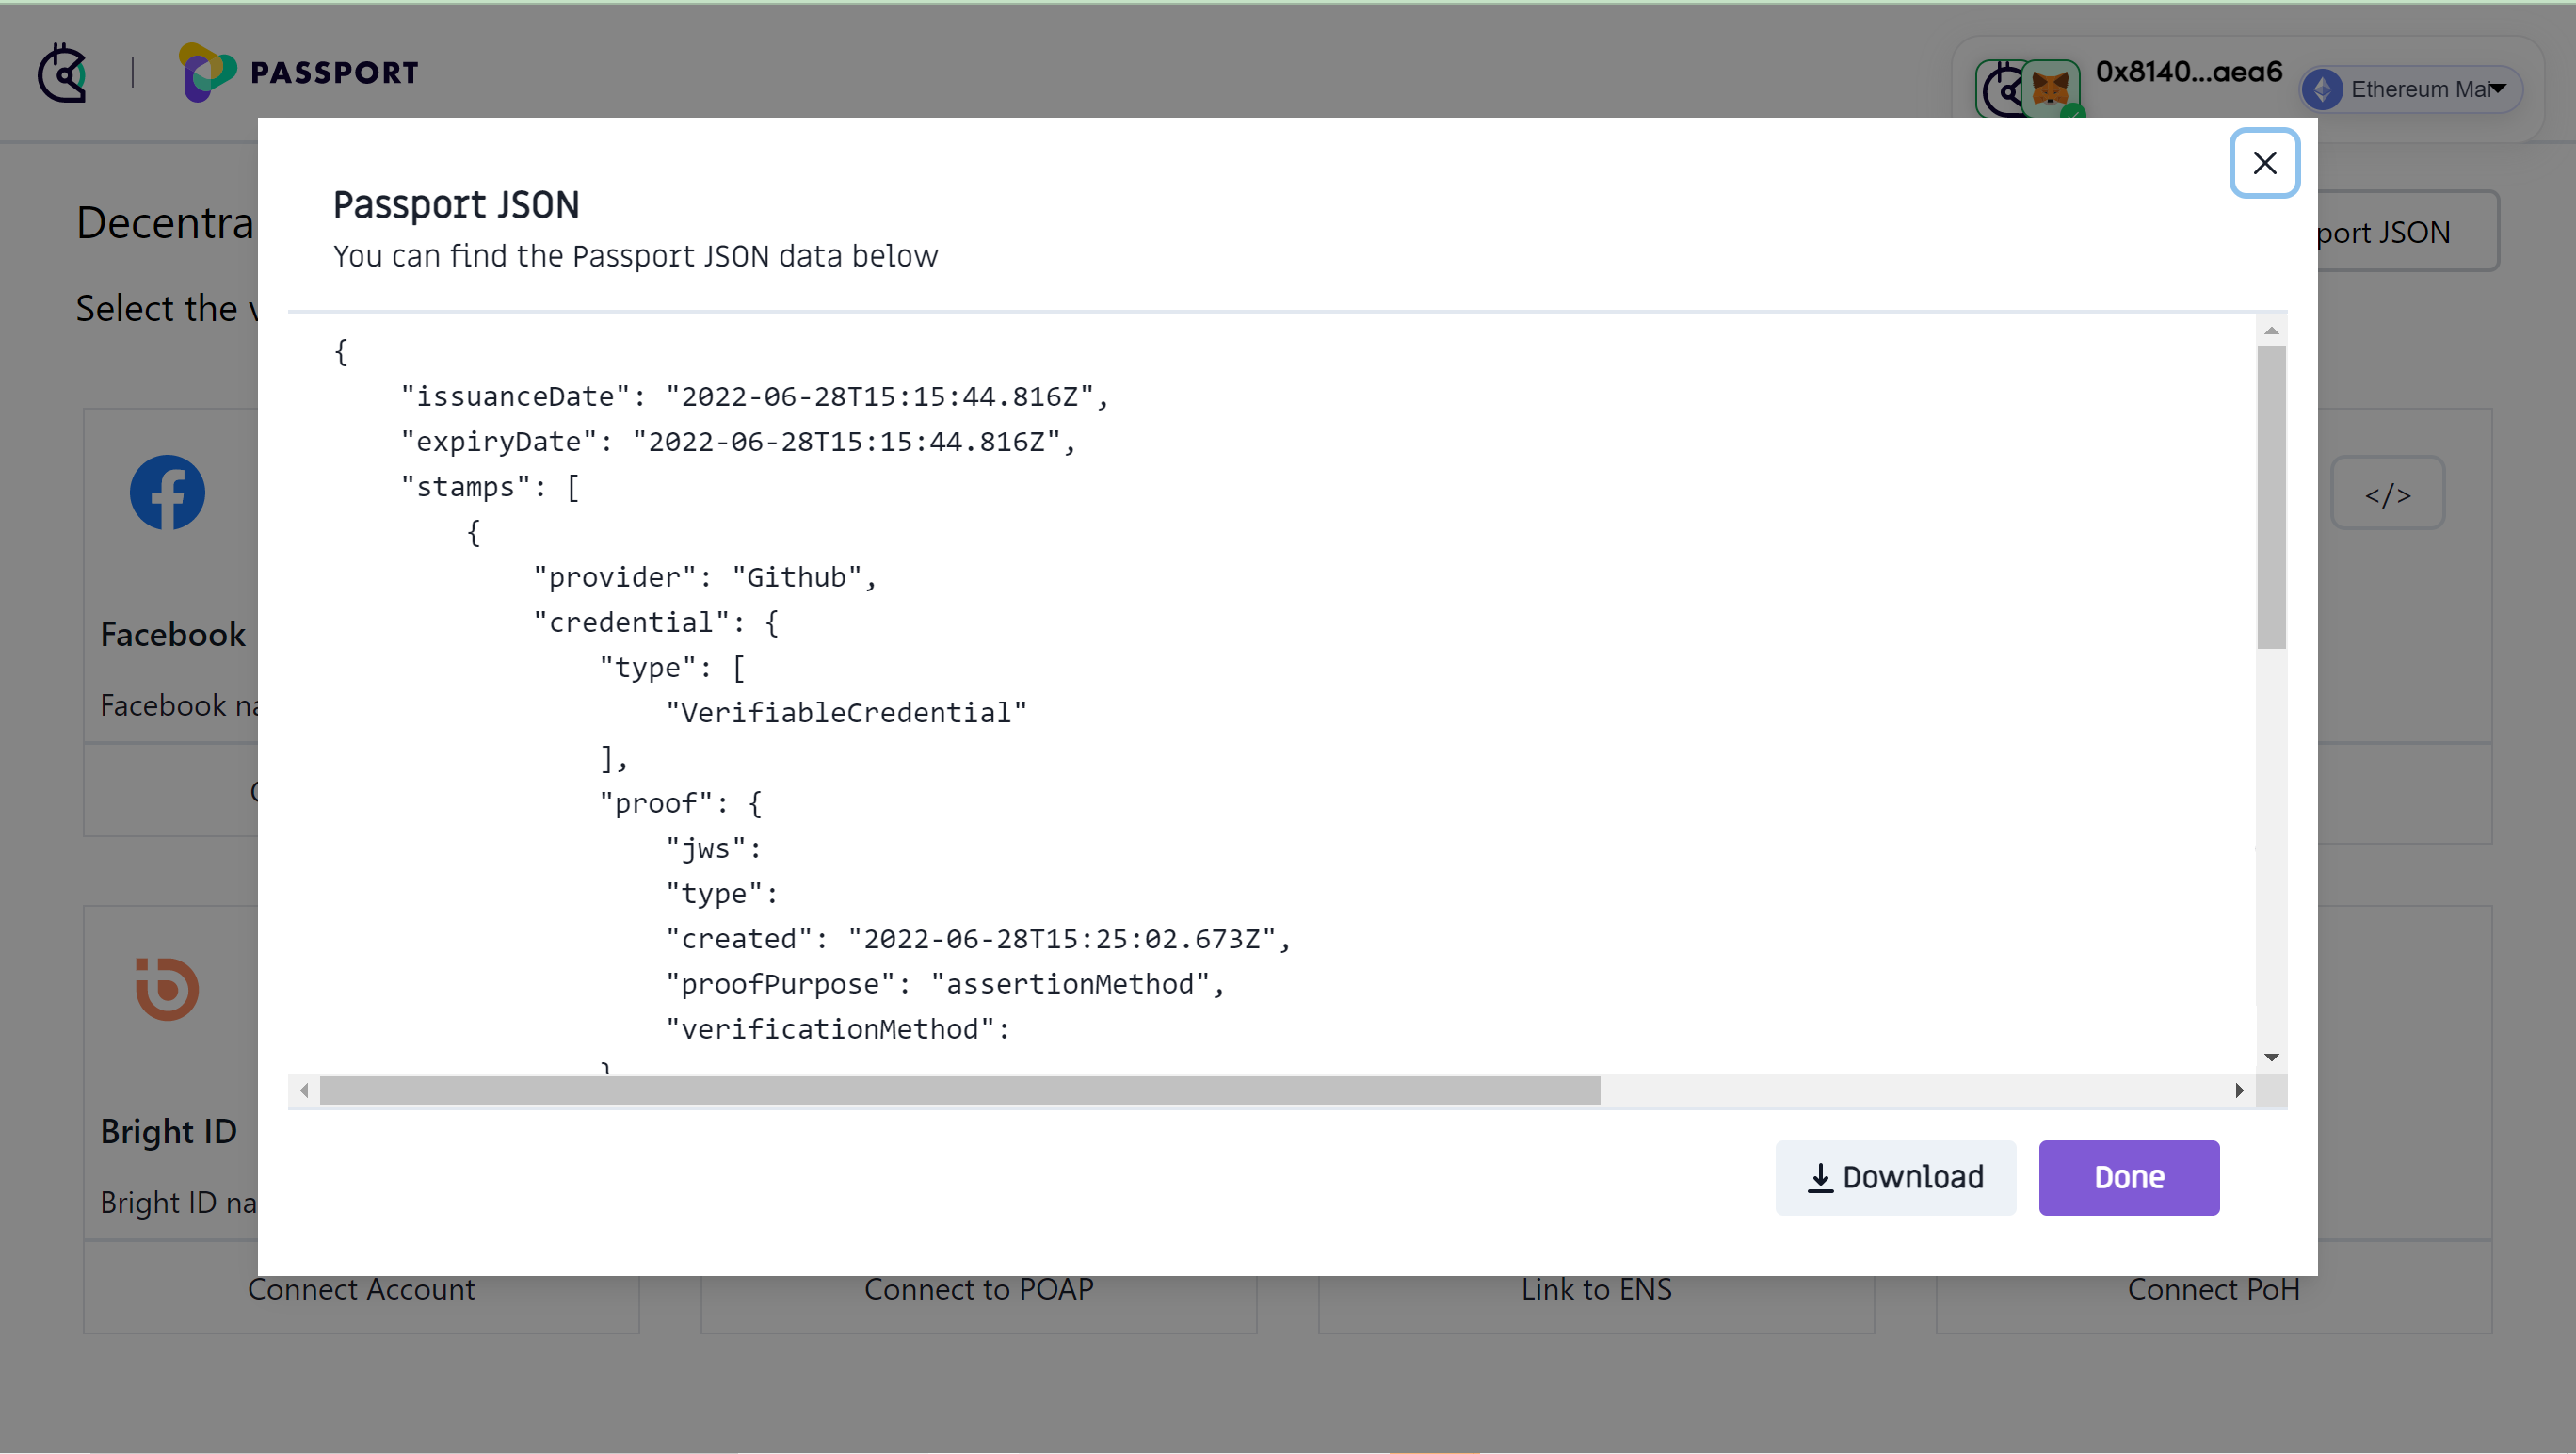 PASSPORT
0x8140...aea6
Ethereum Mai
Decentra
port JSON
Select the
Passport JSON
You can find the Passport JSON data below
{
"issuanceDate": "2022-06-28T15:15:44.816Z",
"expiryDate": "2022-06-28T15:15:44.816Z",
"stamps": [
{
"provider": "Github",
"credential": {
"type": [
"VerifiableCredential"
],
"proof": {
"jws":
"type":
"created": "2022-06-28T15:25:02.673Z",
"proofPurpose": "assertionMethod",
"verificationMethod":
}
</>
Facebook
Facebook na
Bright ID
Bright ID na
Download
Done
Connect Account
Connect to POAP
Link to ENS
Connect PoH